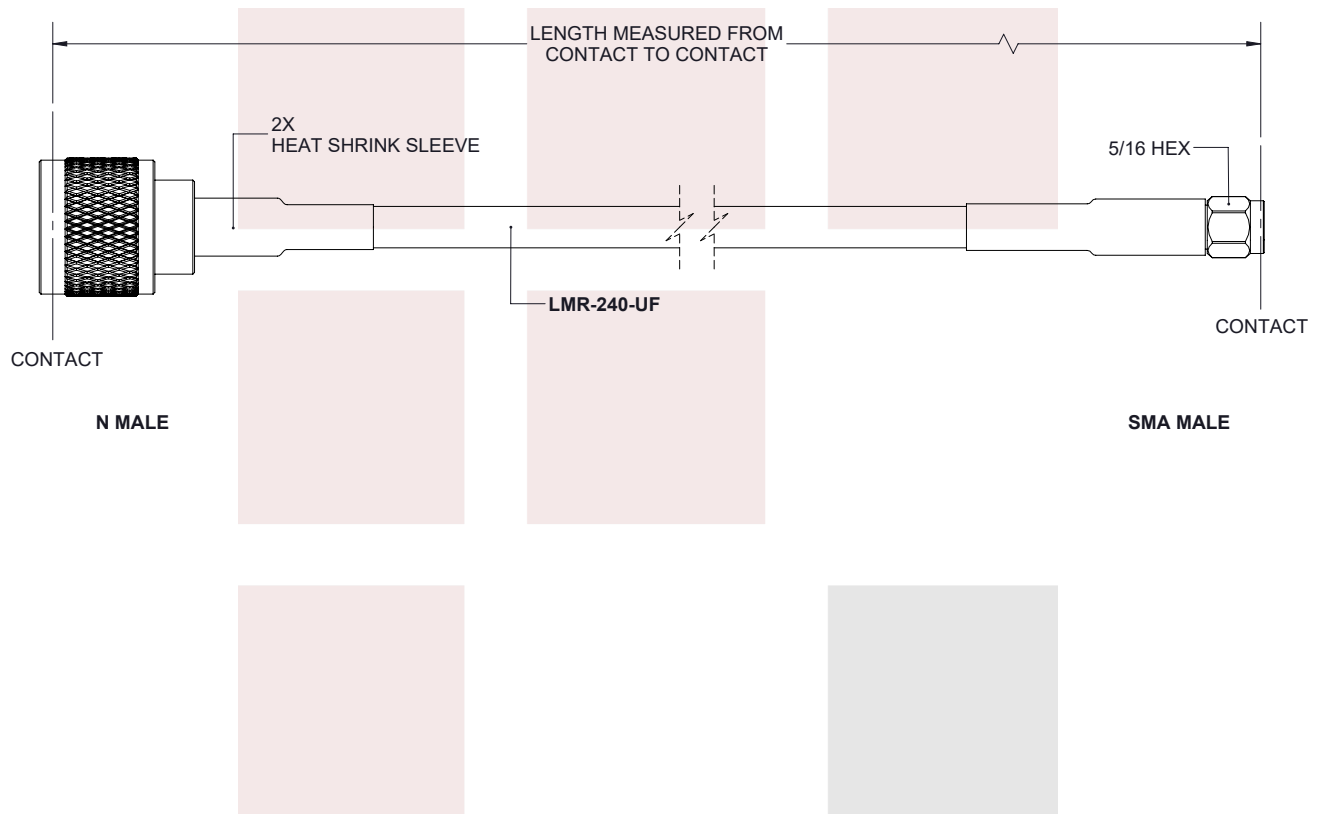 LENGTH MEASURED FROM
CONTACT TO CONTACT
2X
HEAT SHRINK SLEEVE
5/16 HEX
LMR-240-UF
CONTACT
CONTACT
N MALE
SMA MALE